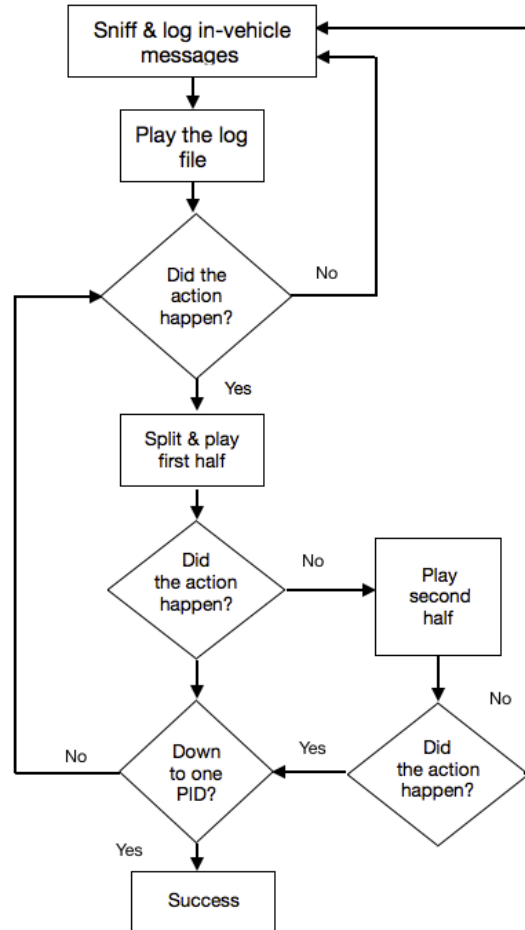 Sniff & log in-vehicle
messages
Play the log
file
Did the
action
happen?
No
Yes
Split & play
first half
Did
the action
happen?
No
Play
second
half
No
Did
the action
happen?
Yes
Down
to one
PID?
No
Yes
Success